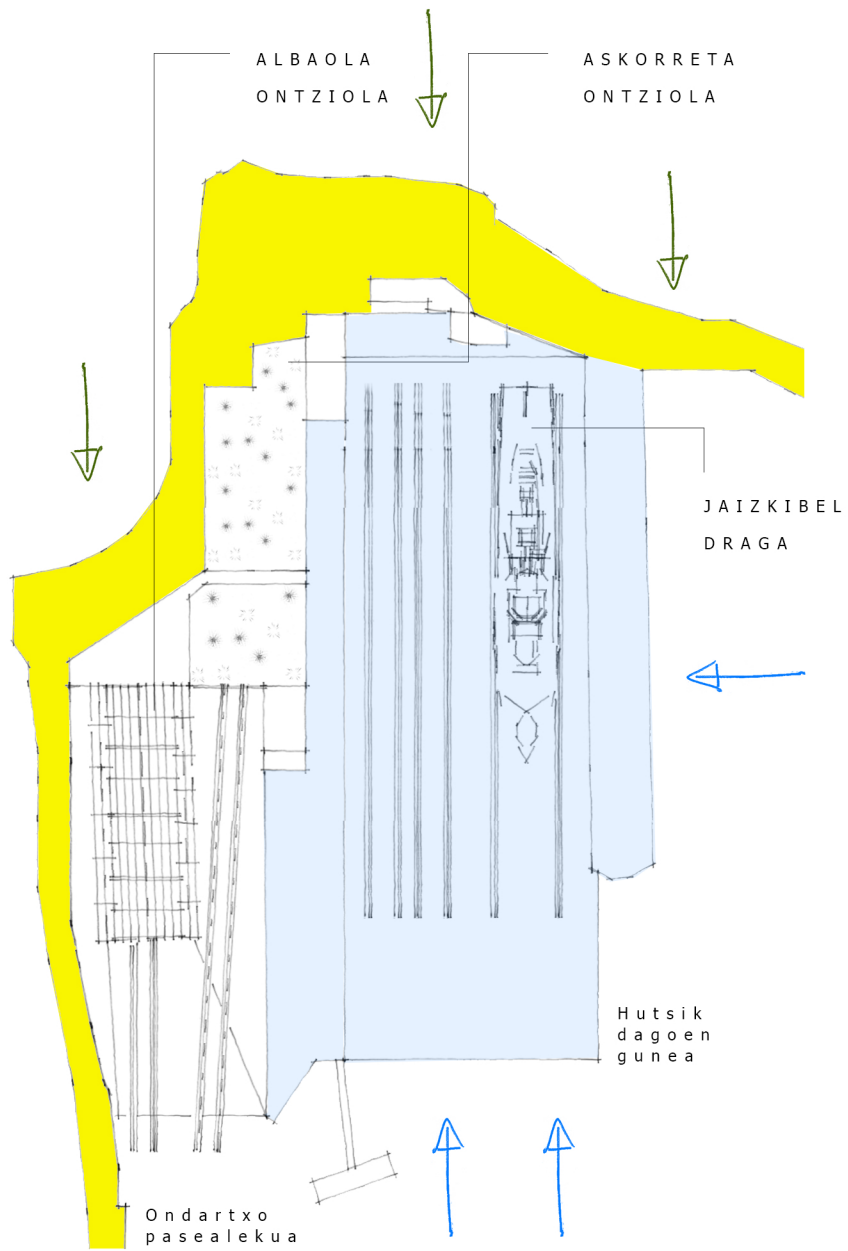 ALBAOLA
ONTZIOLA
ASKORRETA
ONTZIOLA
JAIZKIBEL
DRAGA
Hutsik
dagoen
gunea
Ondartxo
pasealekua